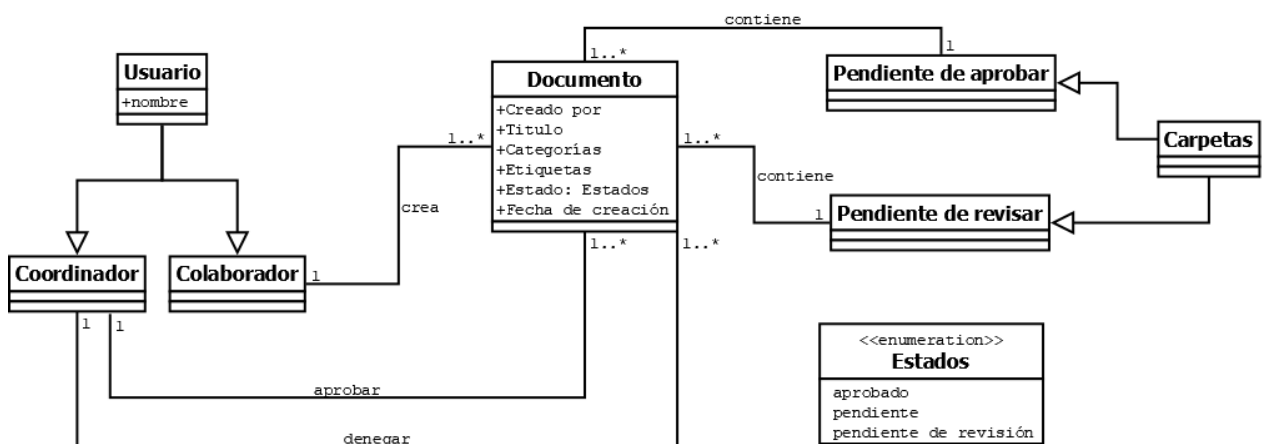 contiene
1..*
1
Usuario
+nombre
Documento
+Creado por
+Titulo
+Categorías
+Etiquetas
+Estado: Estados
+Fecha de creación
Pendiente de aprobar
Carpetas
1..*
1..*
contiene
crea
1
Pendiente de revisar
Coordinador
Colaborador
1
1..*
1..*
1
1
<<enumeration>>
Estados
aprobado
pendiente
pendiente de revisión
aprobar
denegar